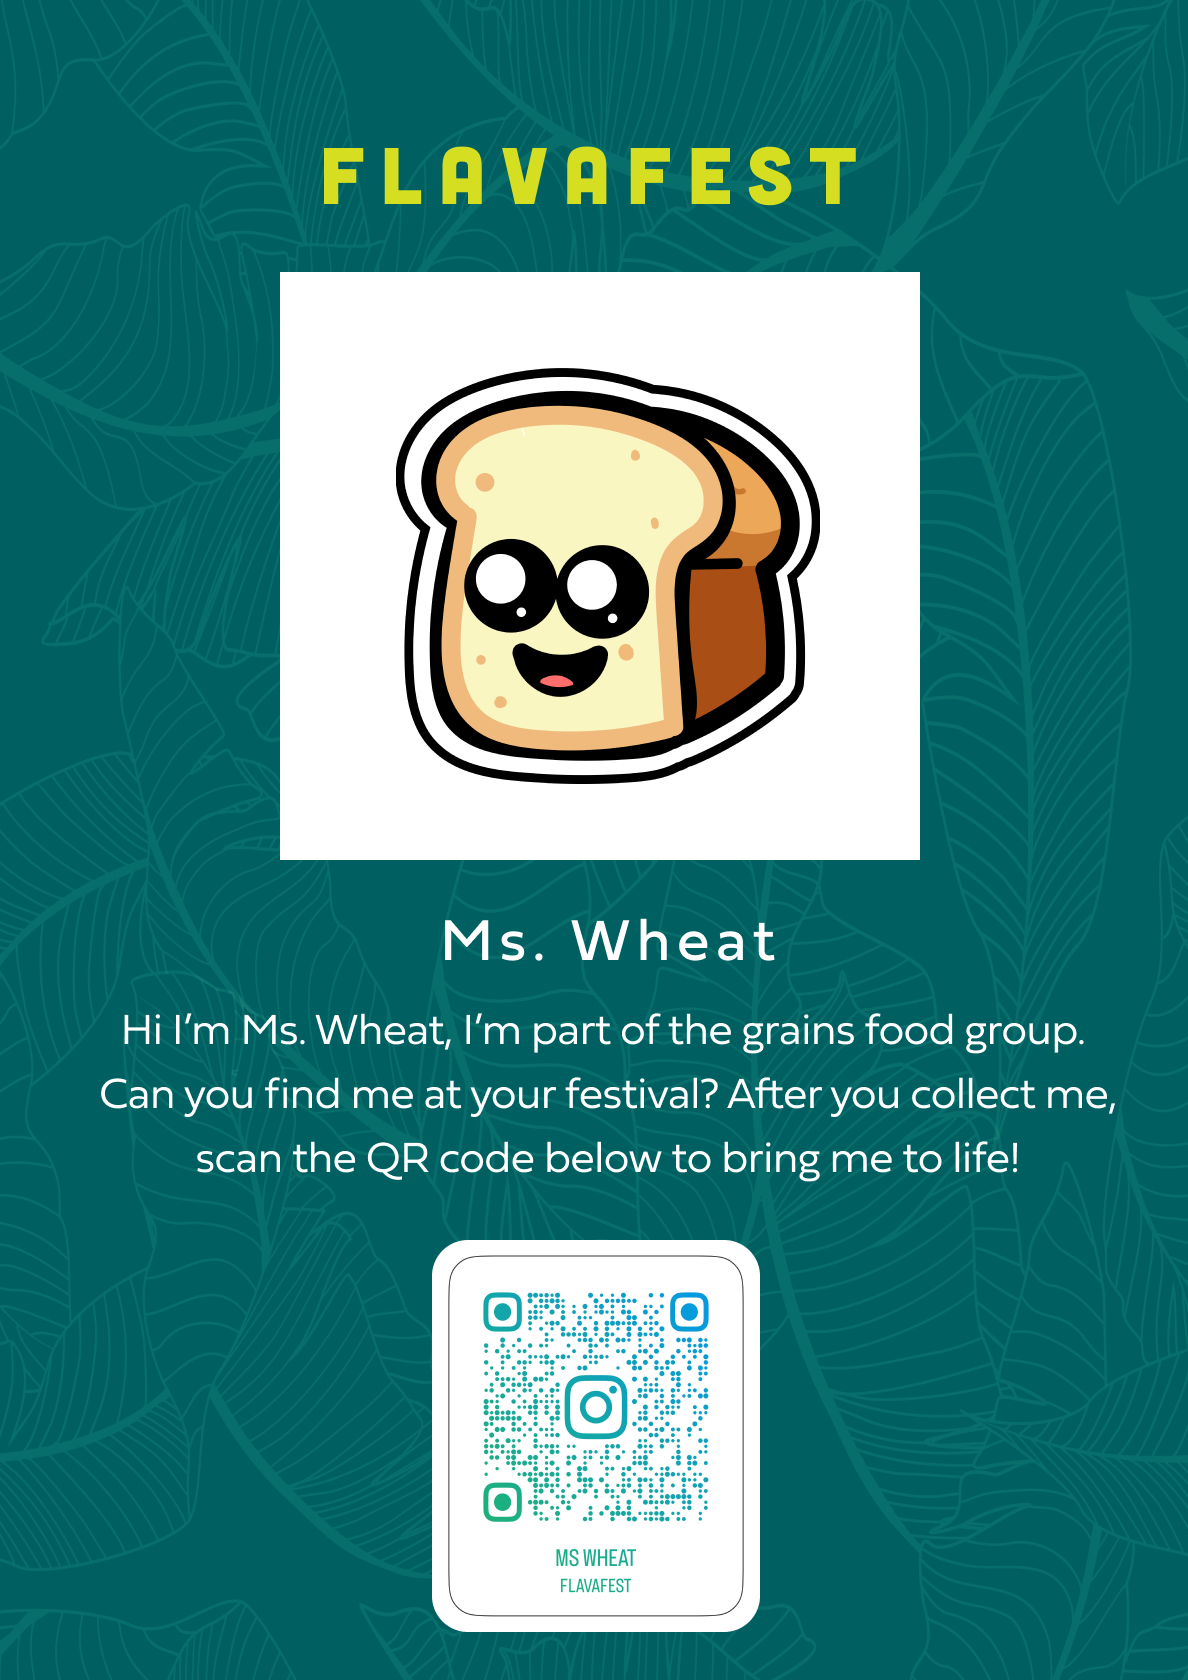 FLAVAFEST
Ms. Wheat
Hi I'm Ms. Wheat, I'm part of the grains food group.
Can you find me at your festival? After you collect me,
scan the QR code below to bring me to life!
MS WHEAT
FLAVAFEST